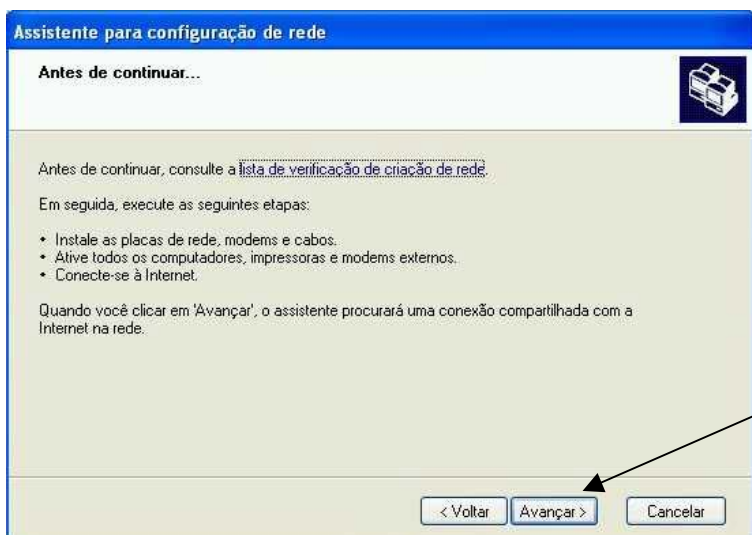 Assistente para configuração de rede
Antes de continuar...
Antes de continuar, consulte a lista de verificação de criação de rede.
Em seguida, execute as seguintes etapas:
• Instale as placas de rede, modems e cabos.
• Ative todos os computadores, impressoras e modems externos.
• Conecte-se à Internet.
Quando você clicar em 'Avançar', o assistente procurará uma conexão compartilhada com a
Internet na rede.
< Voltar Avançar > Cancelar